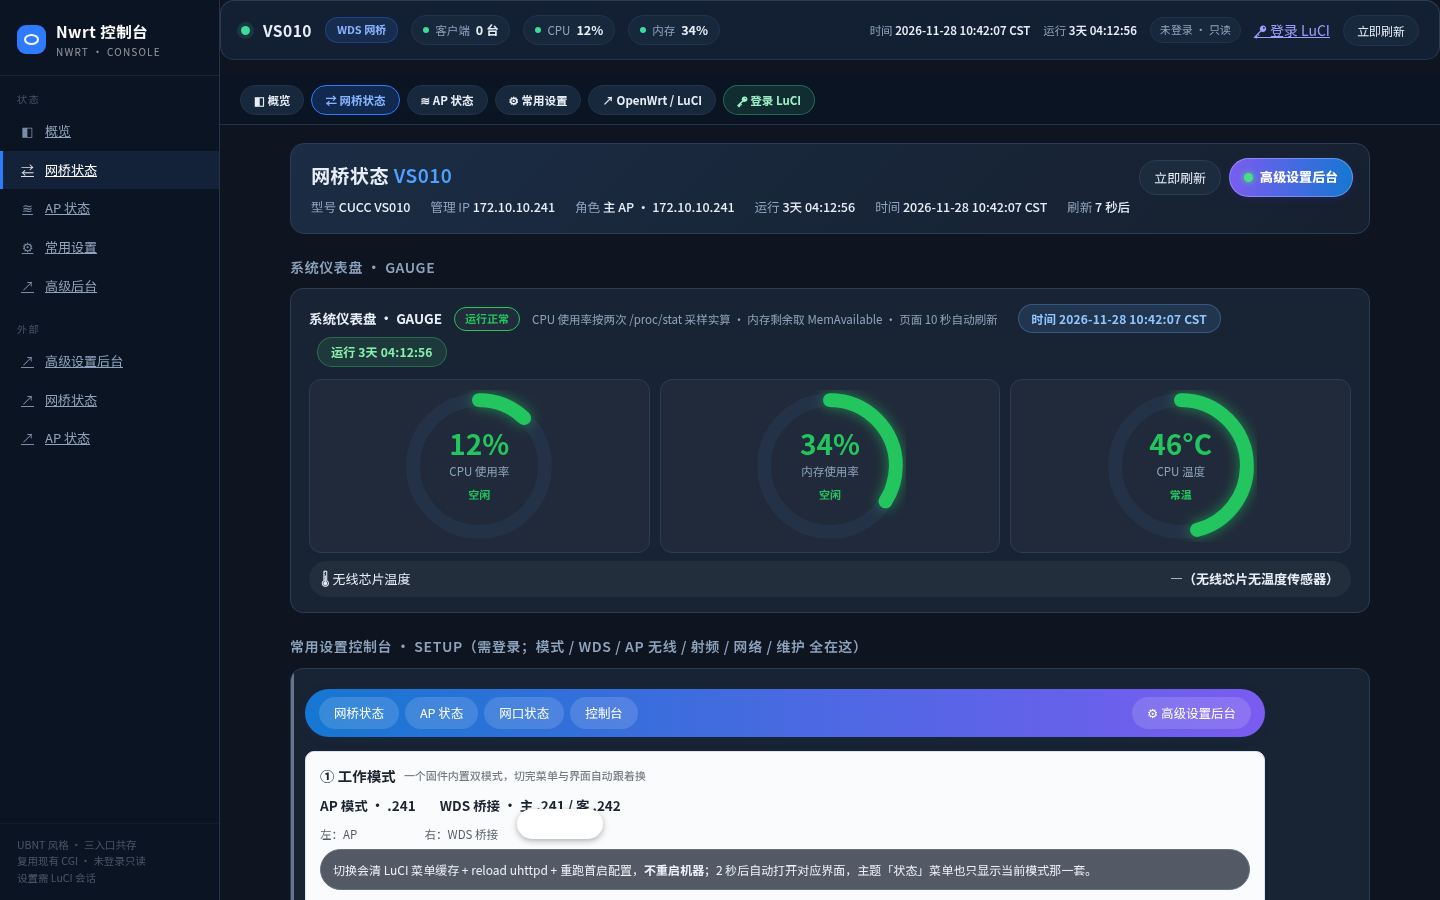 Nwrt 控制台
NWRT · CONSOLE
状态
概览
网桥状态
AP 状态
常用设置
高级后台
外部
高级设置后台
网桥状态
AP 状态
UBNT 风格 · 三入口共存
复用现有 CGI · 未登录只读
设置需 LuCI 会话
VS010 WDS 网桥 客户端 0 台 CPU 12% 内存 34% 时间 2026-11-28 10:42:07 CST 运行 3天 04:12:56 未登录 · 只读 登录 LuCI 立即刷新
概览 网桥状态 AP 状态 常用设置 OpenWrt / LuCI 登录 LuCI
网桥状态 VS010 立即刷新 高级设置后台
型号 CUCC VS010 管理 IP 172.10.10.241 角色 主 AP · 172.10.10.241 运行 3天 04:12:56 时间 2026-11-28 10:42:07 CST 刷新 7 秒后
系统仪表盘 · GAUGE
系统仪表盘 · GAUGE 运行正常 CPU 使用率按两次 /proc/stat 采样实算 · 内存剩余取 MemAvailable · 页面 10 秒自动刷新 时间 2026-11-28 10:42:07 CST
运行 3天 04:12:56
12% 34% 46°C
CPU 使用率 内存使用率 CPU 温度
空闲 空闲 常温
无线芯片温度 —（无线芯片无温度传感器）
常用设置控制台 · SETUP（需登录；模式 / WDS / AP 无线 / 射频 / 网络 / 维护 全在这）
网桥状态 AP 状态 网口状态 控制台 高级设置后台
① 工作模式 一个固件内置双模式，切完菜单与界面自动跟着换
AP 模式 · .241 WDS 桥接 · 主 .241 / 客 .242
左：AP 右：WDS 桥接
切换会清 LuCI 菜单缓存 + reload uhttpd + 重跑首启配置，不重启机器；2 秒后自动打开对应界面，主题「状态」菜单也只显示当前模式那一套。